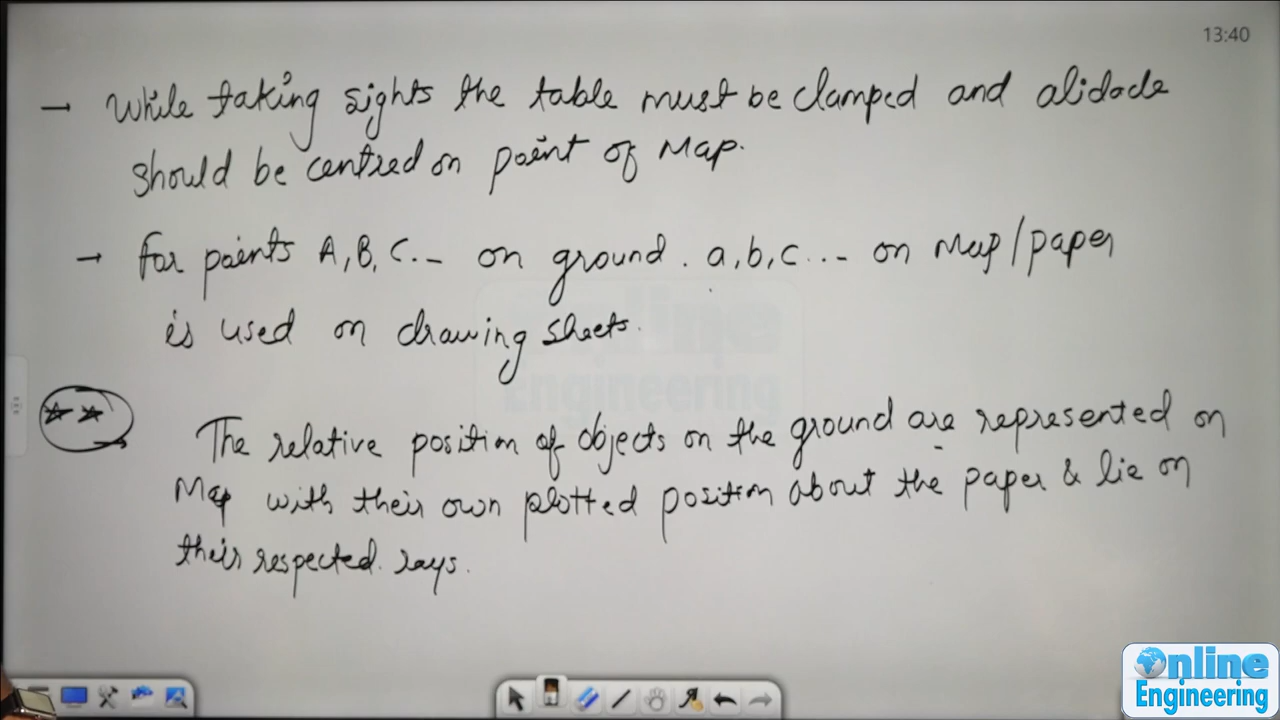 13:40
→ While taking sights the table must be clamped and alidade
should be centred on point of Map.
→ for points A, B, C.-- on ground. a, b, c...- on Map/paper
is used on drawing sheets.
The relative position of objects on the ground are represented on
Map with their own plotted position about the paper & lie on
their respected rays.
Online
Engineering
Online
Engineering